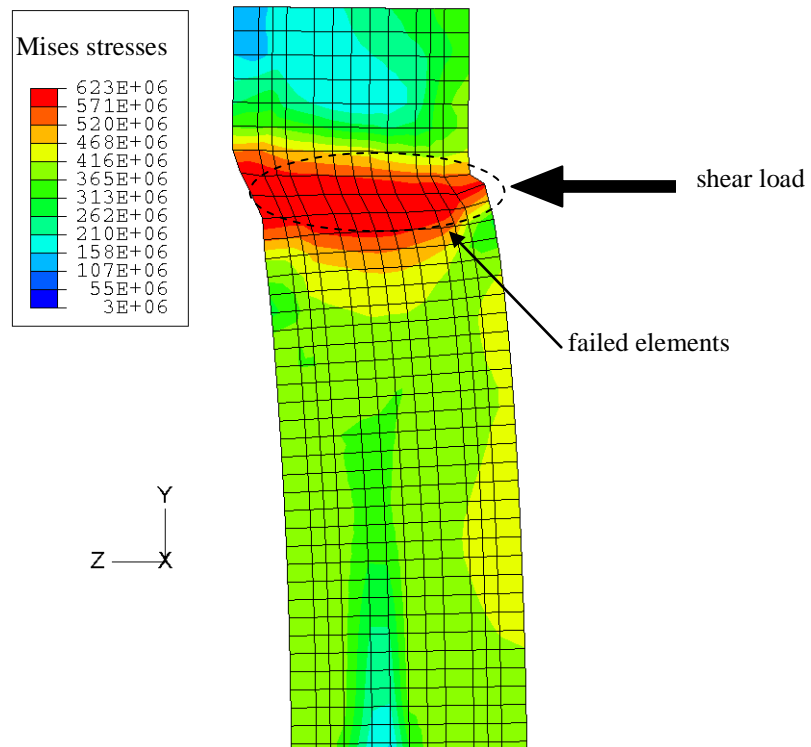 Mises stresses
623E+06
571E+06
520E+06
468E+06
416E+06
365E+06
313E+06
262E+06
210E+06
158E+06
107E+06
55E+06
3E+06
shear load
failed elements
Y
Z
X